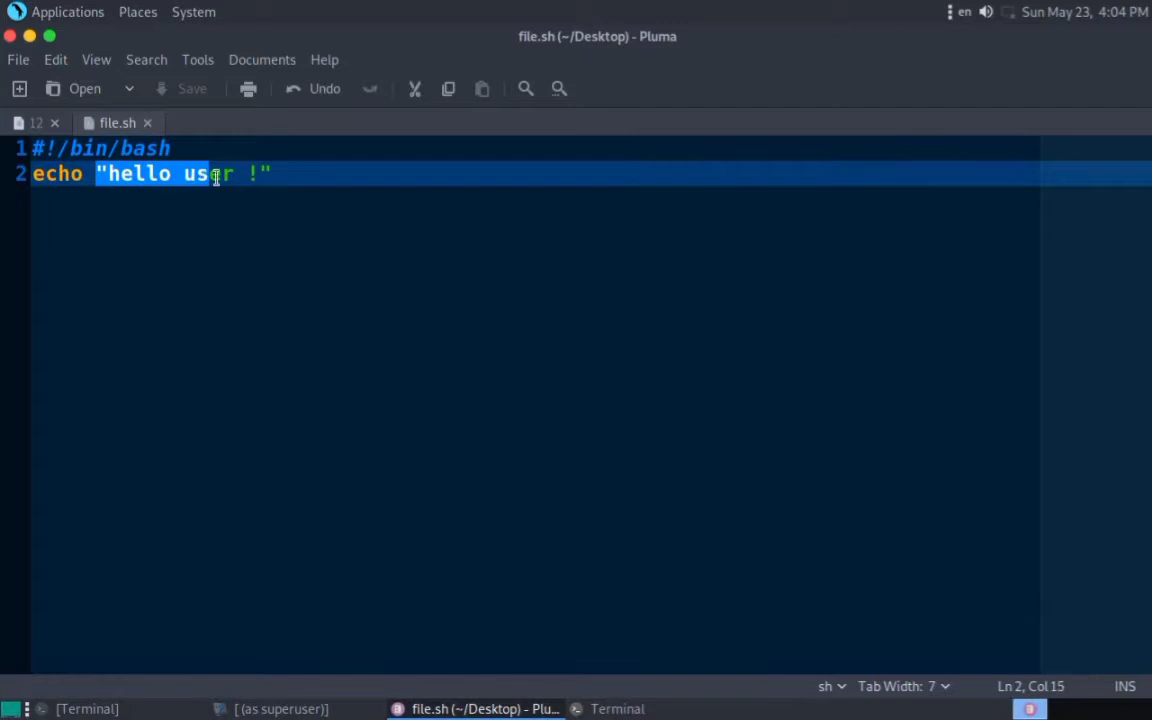 Applications Places System en Sun May 23, 4:04 PM
file.sh (~/Desktop) - Pluma
File Edit View Search Tools Documents Help
Open Save Undo
12 file.sh
1 #!/bin/bash
2 echo "hello user !"
sh Tab Width: 7 Ln 2, Col 15 INS
[Terminal] [ (as superuser)] file.sh (~/Desktop) - Plu... Terminal